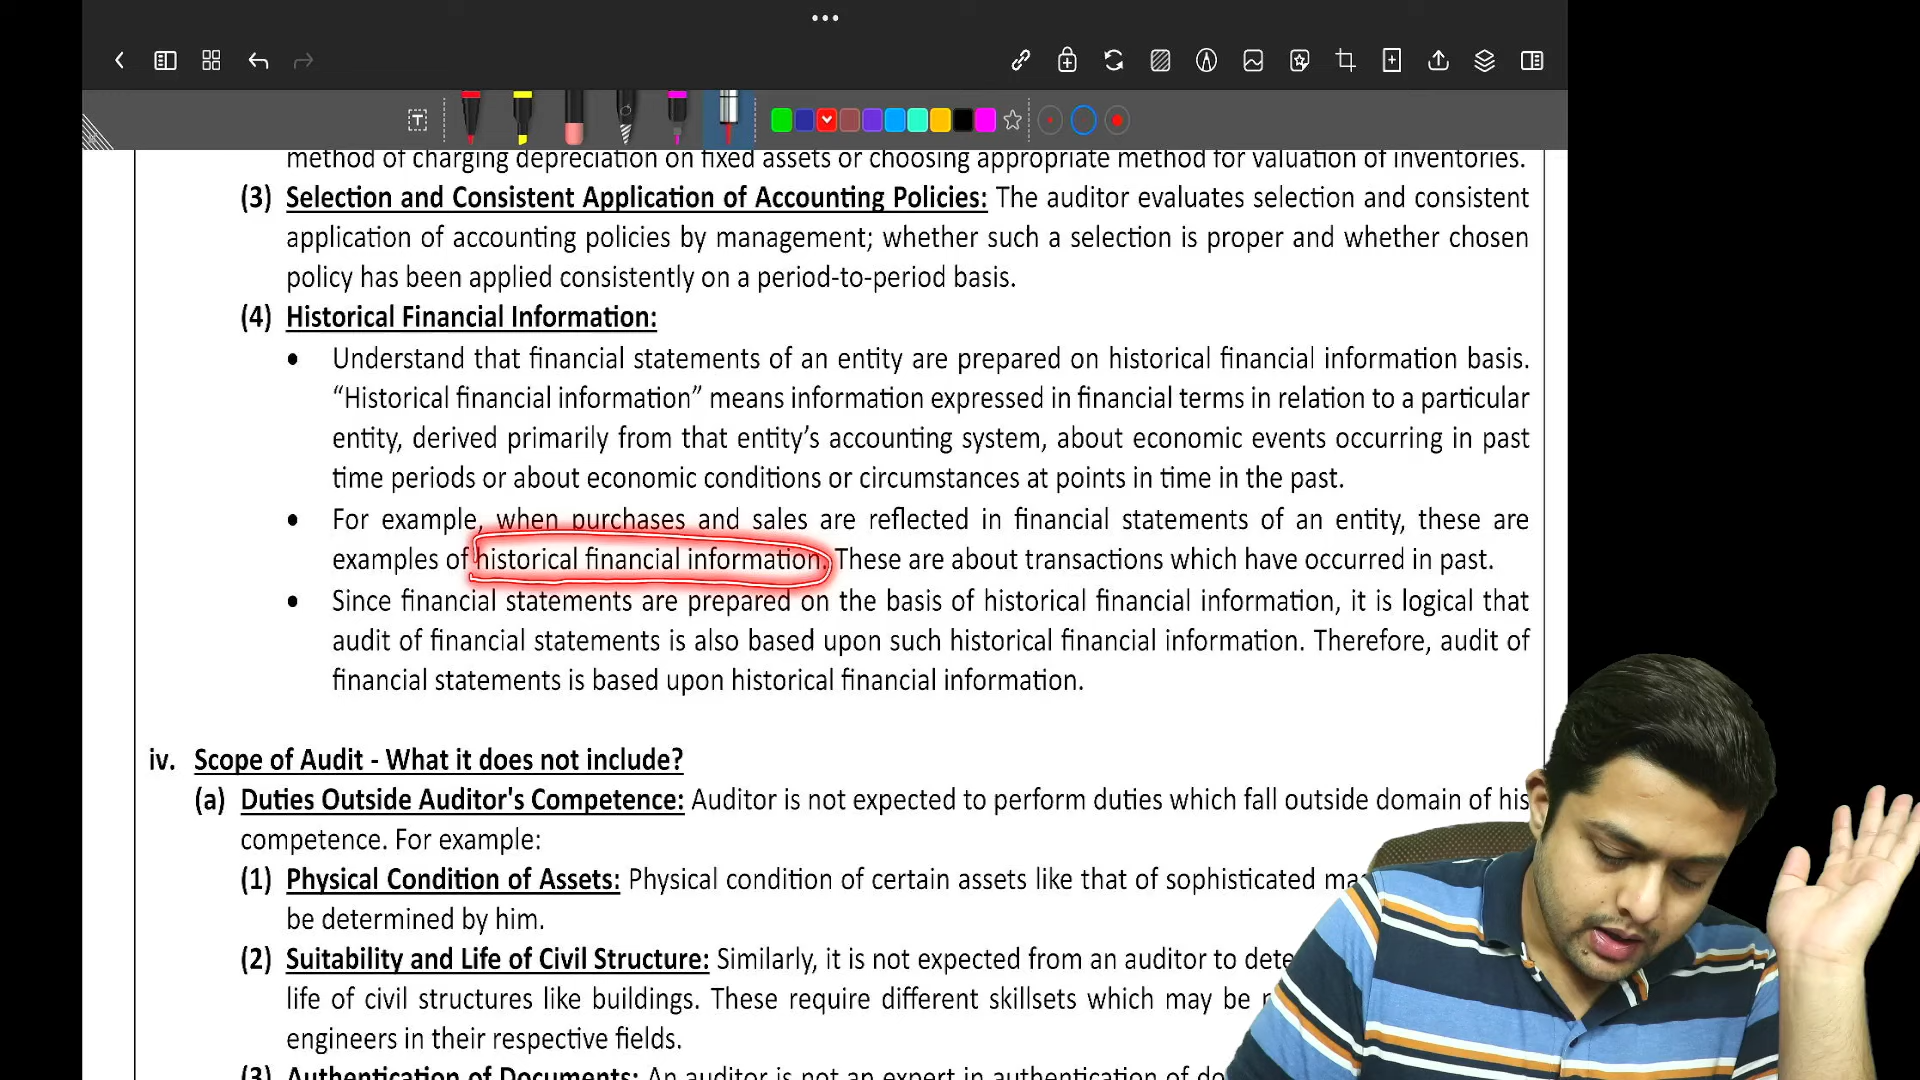 method of charging depreciation on fixed assets or choosing appropriate method for valuation of inventories.
(3) Selection and Consistent Application of Accounting Policies: The auditor evaluates selection and consistent
application of accounting policies by management; whether such a selection is proper and whether chosen
policy has been applied consistently on a period-to-period basis.
(4) Historical Financial Information:
• Understand that financial statements of an entity are prepared on historical financial information basis.
“Historical financial information” means information expressed in financial terms in relation to a particular
entity, derived primarily from that entity’s accounting system, about economic events occurring in past
time periods or about economic conditions or circumstances at points in time in the past.
• For example, when purchases and sales are reflected in financial statements of an entity, these are
examples of historical financial information. These are about transactions which have occurred in past.
• Since financial statements are prepared on the basis of historical financial information, it is logical that
audit of financial statements is also based upon such historical financial information. Therefore, audit of
financial statements is based upon historical financial information.
iv. Scope of Audit - What it does not include?
(a) Duties Outside Auditor's Competence: Auditor is not expected to perform duties which fall outside domain of his
competence. For example:
(1) Physical Condition of Assets: Physical condition of certain assets like that of sophisticated
be determined by him.
(2) Suitability and Life of Civil Structure: Similarly, it is not expected from an auditor to
life of civil structures like buildings. These require different skillsets which may be
engineers in their respective fields.
(3) Authentication of Documents: An auditor is not an expert in authentication of